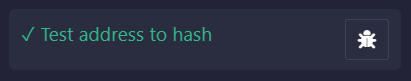 ✓ Test address to hash